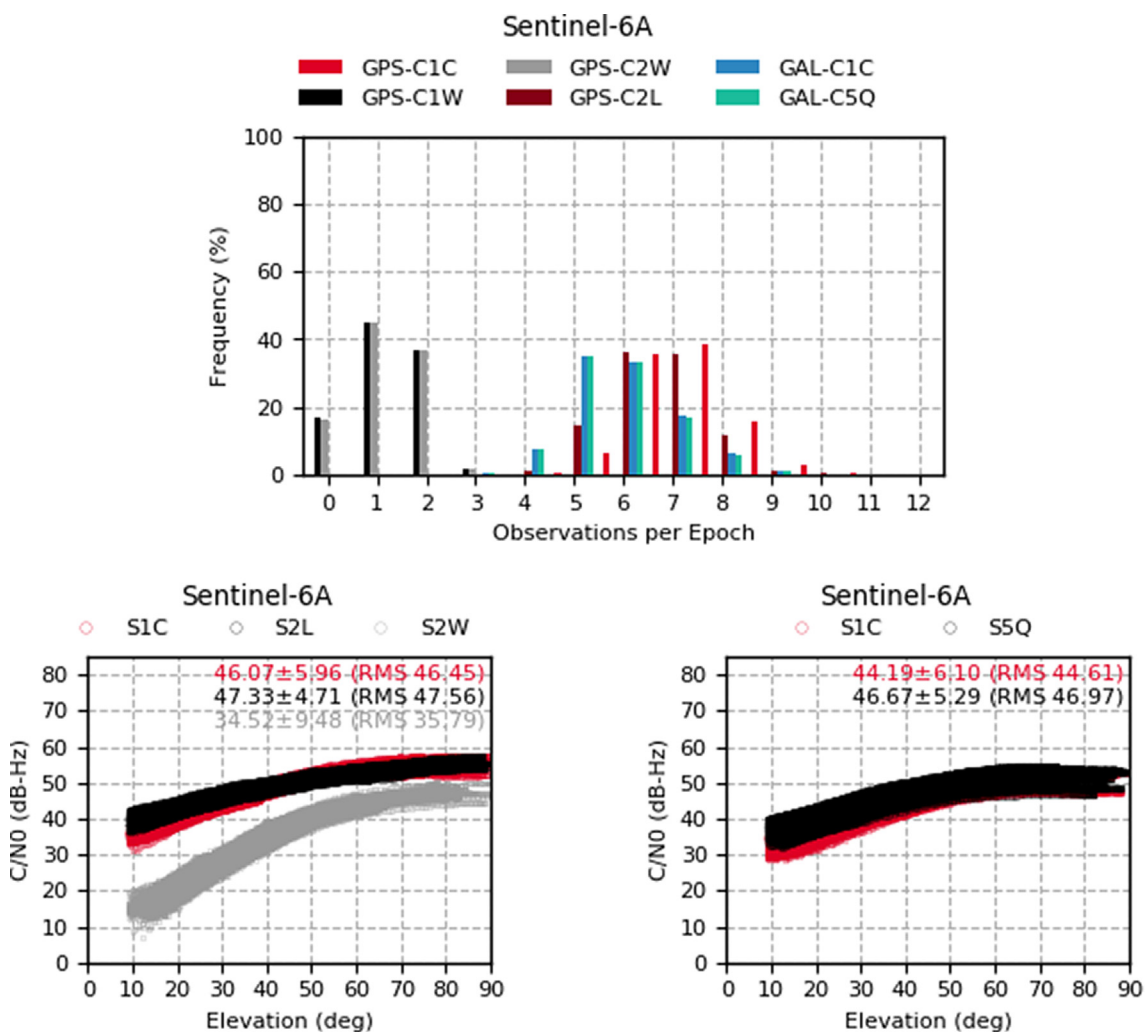 Sentinel-6A
GPS-C1C GPS-C2W GAL-C1C
GPS-C1W GPS-C2L GAL-C5Q
100
80
60
40
20
0
Frequency (%)
0 1 2 3 4 5 6 7 8 9 10 11 12
Observations per Epoch
Sentinel-6A
S1C S2L S2W
46.07±5.96 (RMS 46.45)
47.33±4.71 (RMS 47.56)
34.52±9.48 (RMS 35.79)
80
70
60
50
40
30
20
10
0
C/N0 (dB-Hz)
0 10 20 30 40 50 60 70 80 90
Elevation (deg)
Sentinel-6A
S1C S5Q
44.19±6.10 (RMS 44.61)
46.67±5.29 (RMS 46.97)
80
70
60
50
40
30
20
10
0
C/N0 (dB-Hz)
0 10 20 30 40 50 60 70 80 90
Elevation (deg)